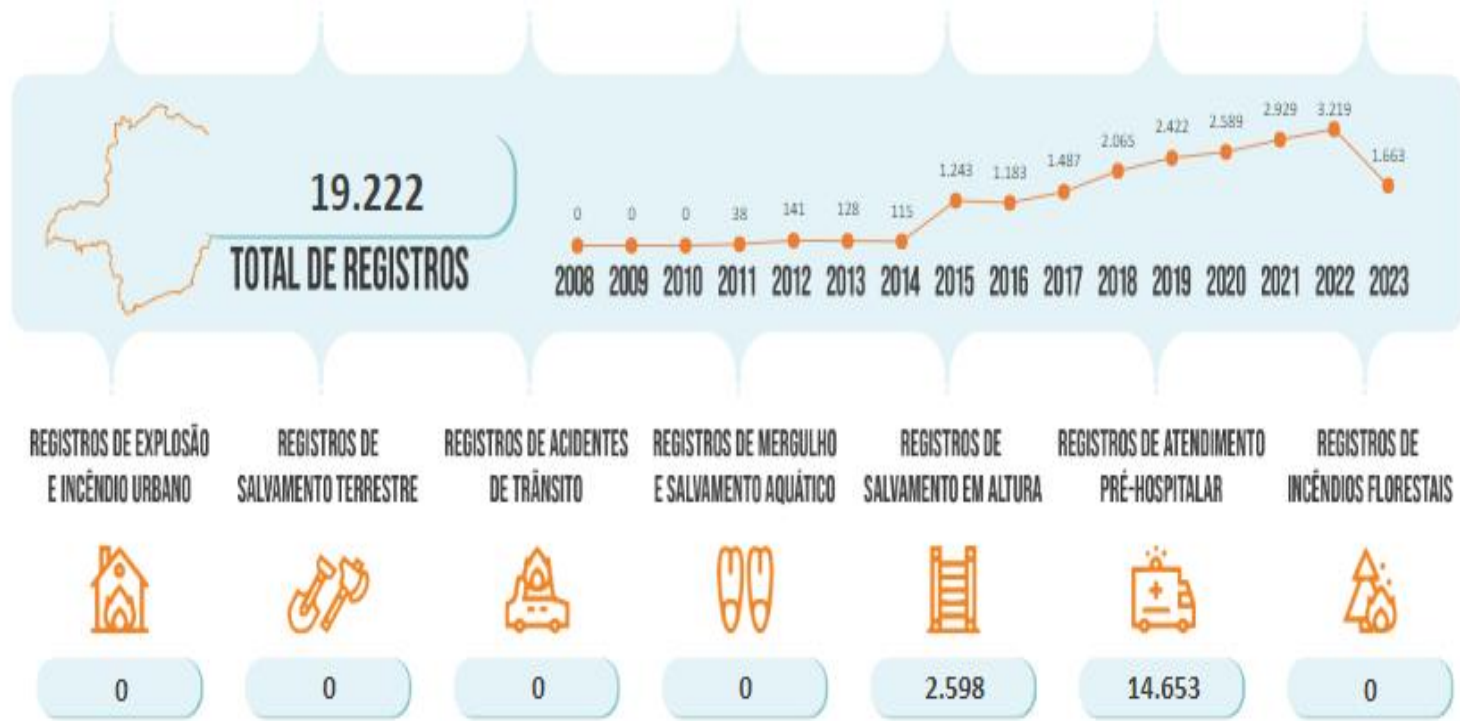 19.222
TOTAL DE REGISTROS
0 0 0 38 141 128 115 1.243 1.183 1.487 2.065 2.422 2.589 2.929 3.219 1.663
2008 2009 2010 2011 2012 2013 2014 2015 2016 2017 2018 2019 2020 2021 2022 2023
REGISTROS DE EXPLOSÃO
E INCÊNDIO URBANO
0
REGISTROS DE
SALVAMENTO TERRESTRE
0
REGISTROS DE ACIDENTES
DE TRÂNSITO
0
REGISTROS DE MERGULHO
E SALVAMENTO AQUÁTICO
0
REGISTROS DE
SALVAMENTO EM ALTURA
2.598
REGISTROS DE ATENDIMENTO
PRÉ-HOSPITALAR
14.653
REGISTROS DE
INCÊNDIOS FLORESTAIS
0